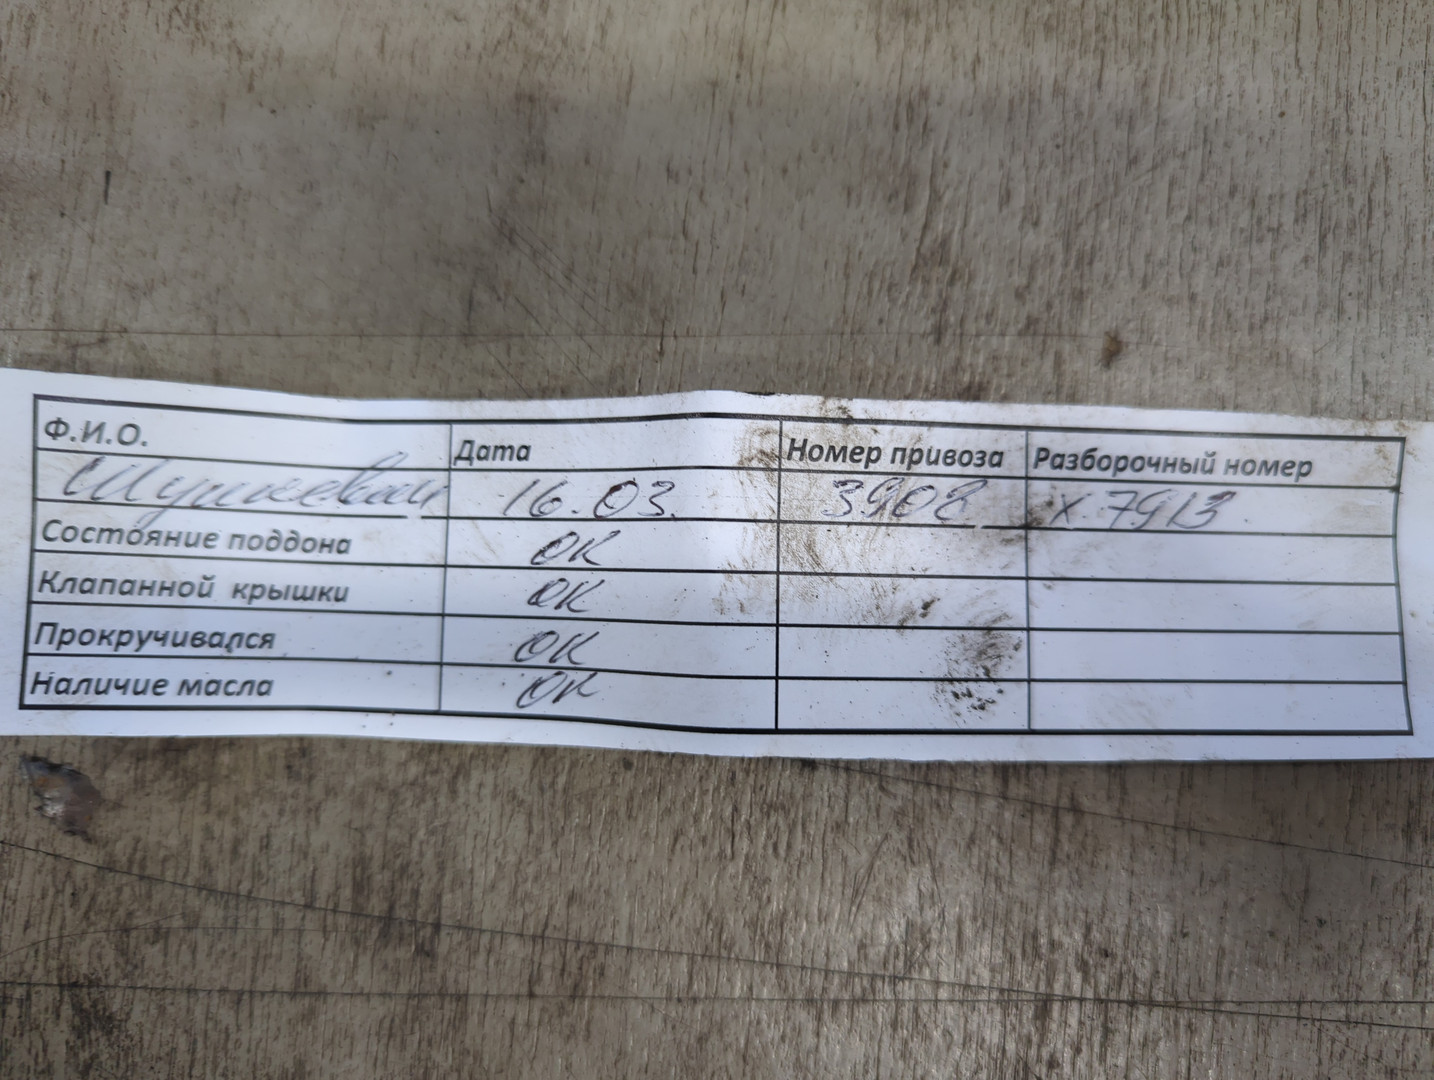 Ф.И.О. Дата Номер привоза Разборочный номер
16.03. 3908 х.7913
Состояние поддона ОК
Клапанной крышки ОК
Прокручивался ОК
Наличие масла ОК